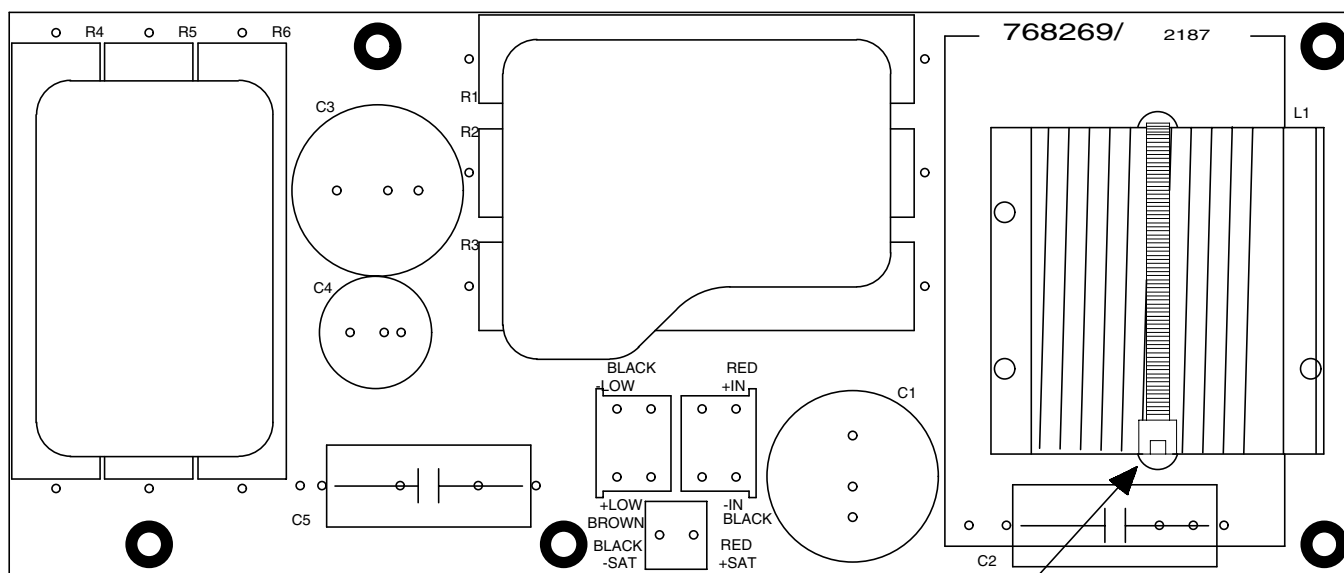 R4
R5
R6
768269/ 2187
C3
R1
L1
R2
R3
C4
BLACK
-LOW
RED
+IN
C1
+LOW
BROWN
-IN
BLACK
C5
BLACK
-SAT
RED
+SAT
C2